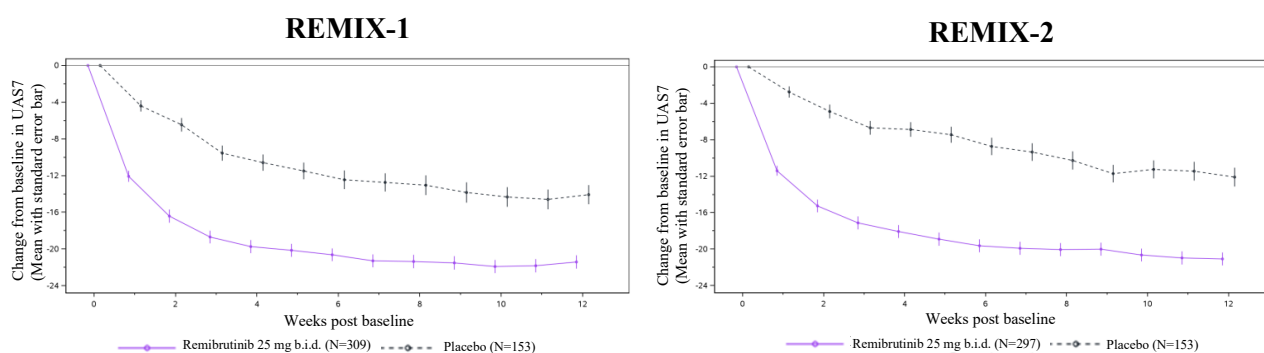 REMIX-1
Change from baseline in UAS7
(Mean with standard error bar)
0
-4
-8
-12
-16
-20
-24
0 2 4 6 8 10 12
Weeks post baseline
Remibrutinib 25 mg b.i.d. (N=309) Placebo (N=153)
REMIX-2
Change from baseline in UAS7
(Mean with standard error bar)
0
-4
-8
-12
-16
-20
-24
0 2 4 6 8 10 12
Weeks post baseline
Remibrutinib 25 mg b.i.d. (N=297) Placebo (N=153)